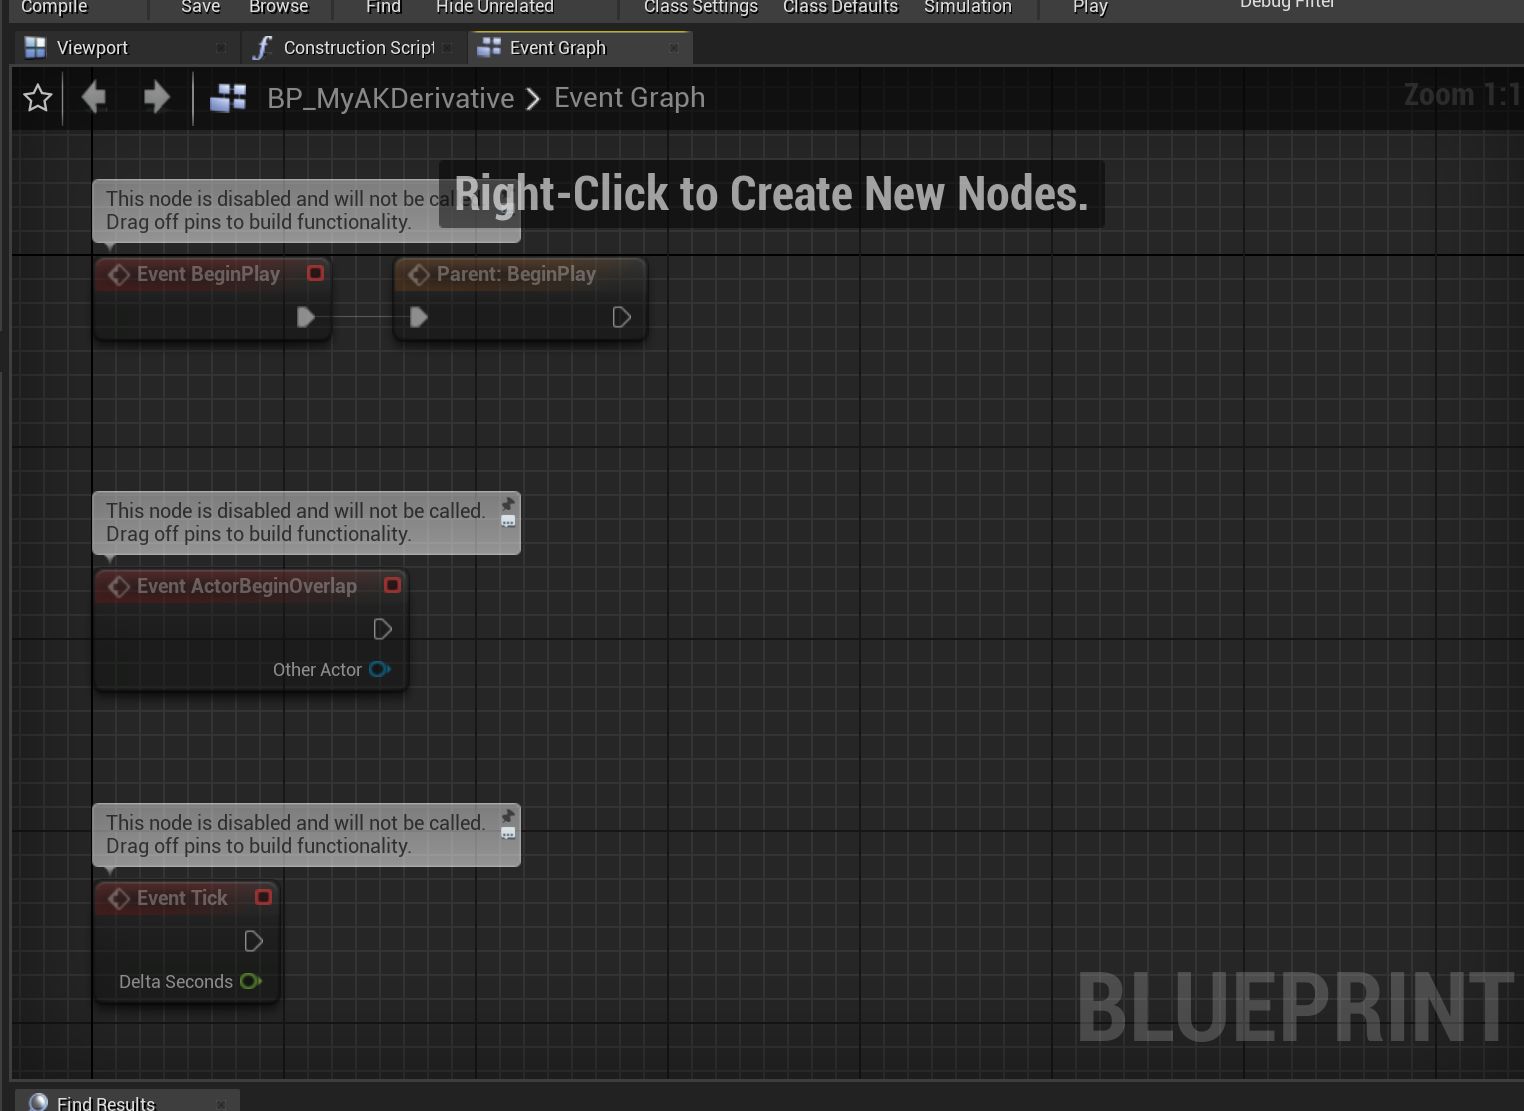 Compile Save Browse Find Hide Unrelated Class Settings Class Defaults Simulation Play Debug Filter
Viewport Construction Script Event Graph
BP_MyAKDerivative Event Graph Zoom 1:1
Right-Click to Create New Nodes.
This node is disabled and will not be called.
Drag off pins to build functionality.
Event BeginPlay Parent: BeginPlay
This node is disabled and will not be called.
Drag off pins to build functionality.
Event ActorBeginOverlap
Other Actor
This node is disabled and will not be called.
Drag off pins to build functionality.
Event Tick
Delta Seconds
BLUEPRINT
Find Results